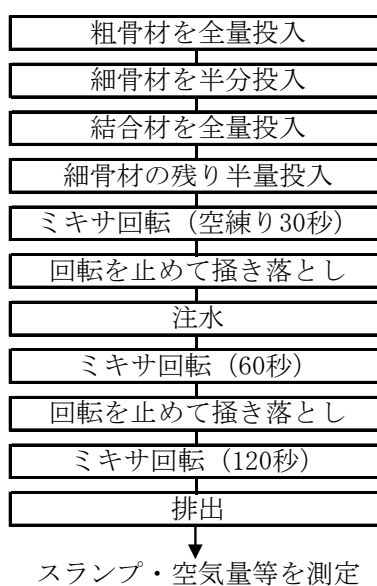 粗骨材を全量投入
細骨材を半分投入
結合材を全量投入
細骨材の残り半量投入
ミキサ回転（空練り30秒）
回転を止めて掻き落とし
注水
ミキサ回転（60秒）
回転を止めて掻き落とし
ミキサ回転（120秒）
排出
スランプ・空気量等を測定